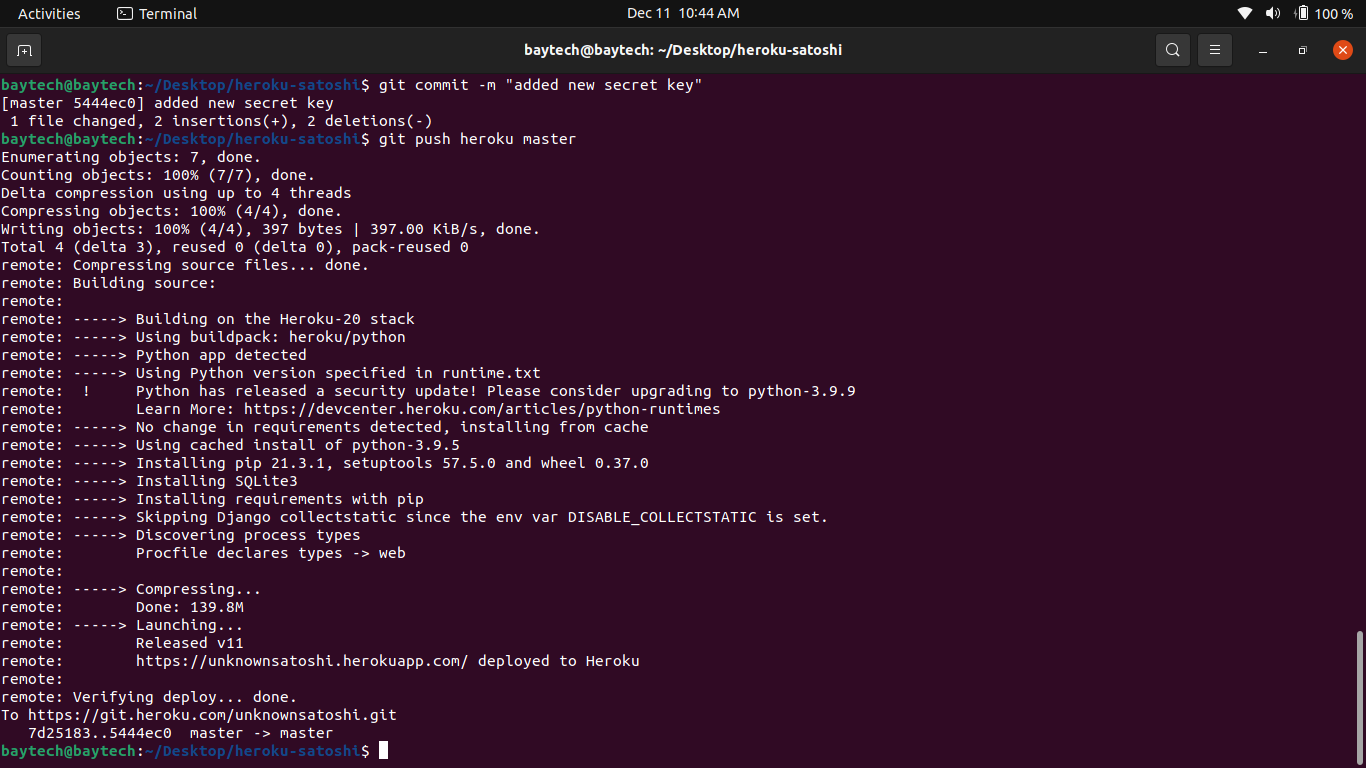 Activities
Terminal
Dec 11 10:44 AM
100 %
baytech@baytech: ~/Desktop/heroku-satoshi
baytech@baytech:~/Desktop/heroku-satoshi$ git commit -m "added new secret key"
[master 5444ec0] added new secret key
 1 file changed, 2 insertions(+), 2 deletions(-)
baytech@baytech:~/Desktop/heroku-satoshi$ git push heroku master
Enumerating objects: 7, done.
Counting objects: 100% (7/7), done.
Delta compression using up to 4 threads
Compressing objects: 100% (4/4), done.
Writing objects: 100% (4/4), 397 bytes | 397.00 KiB/s, done.
Total 4 (delta 3), reused 0 (delta 0), pack-reused 0
remote: Compressing source files... done.
remote: Building source:
remote:
remote: -----> Building on the Heroku-20 stack
remote: -----> Using buildpack: heroku/python
remote: -----> Python app detected
remote: -----> Using Python version specified in runtime.txt
remote:  !     Python has released a security update! Please consider upgrading to python-3.9.9
remote:        Learn More: https://devcenter.heroku.com/articles/python-runtimes
remote: -----> No change in requirements detected, installing from cache
remote: -----> Using cached install of python-3.9.5
remote: -----> Installing pip 21.3.1, setuptools 57.5.0 and wheel 0.37.0
remote: -----> Installing SQLite3
remote: -----> Installing requirements with pip
remote: -----> Skipping Django collectstatic since the env var DISABLE_COLLECTSTATIC is set.
remote: -----> Discovering process types
remote:        Procfile declares types -> web
remote:
remote: -----> Compressing...
remote:        Done: 139.8M
remote: -----> Launching...
remote:        Released v11
remote:        https://unknownsatoshi.herokuapp.com/ deployed to Heroku
remote:
remote: Verifying deploy... done.
To https://git.heroku.com/unknownsatoshi.git
   7d25183..5444ec0  master -> master
baytech@baytech:~/Desktop/heroku-satoshi$